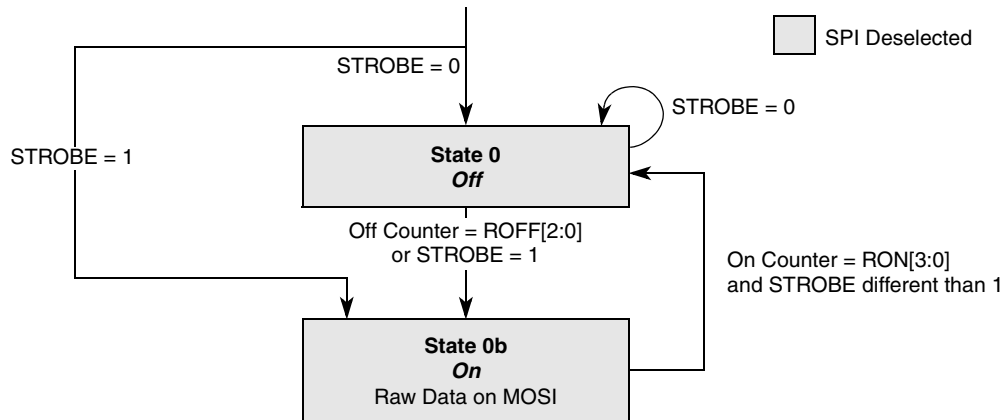 SPI Deselected
STROBE = 0
STROBE = 0
STROBE = 1
State 0
Off
Off Counter = ROFF[2:0]
or STROBE = 1
On Counter = RON[3:0]
and STROBE different than 1
State 0b
On
Raw Data on MOSI